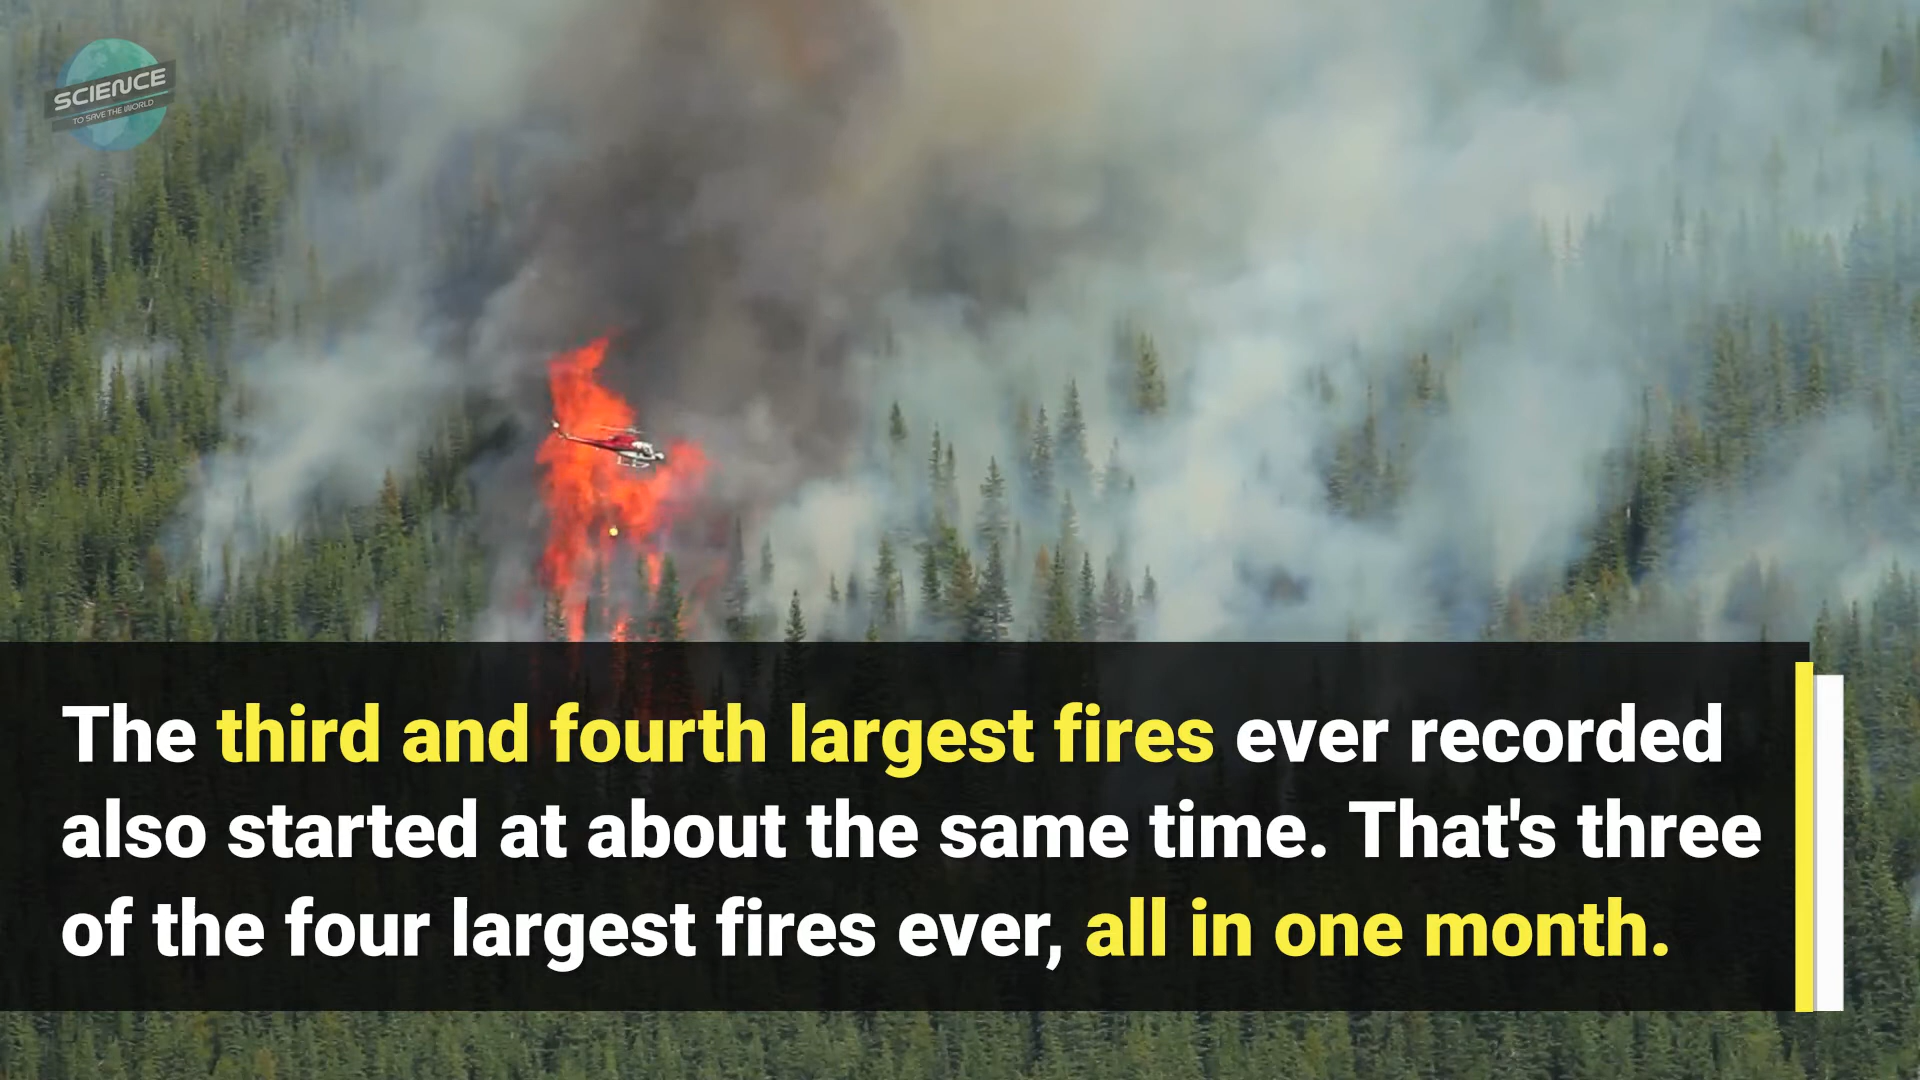 SCIENCE
TO SAVE THE WORLD
The third and fourth largest fires ever recorded
also started at about the same time. That's three
of the four largest fires ever, all in one month.